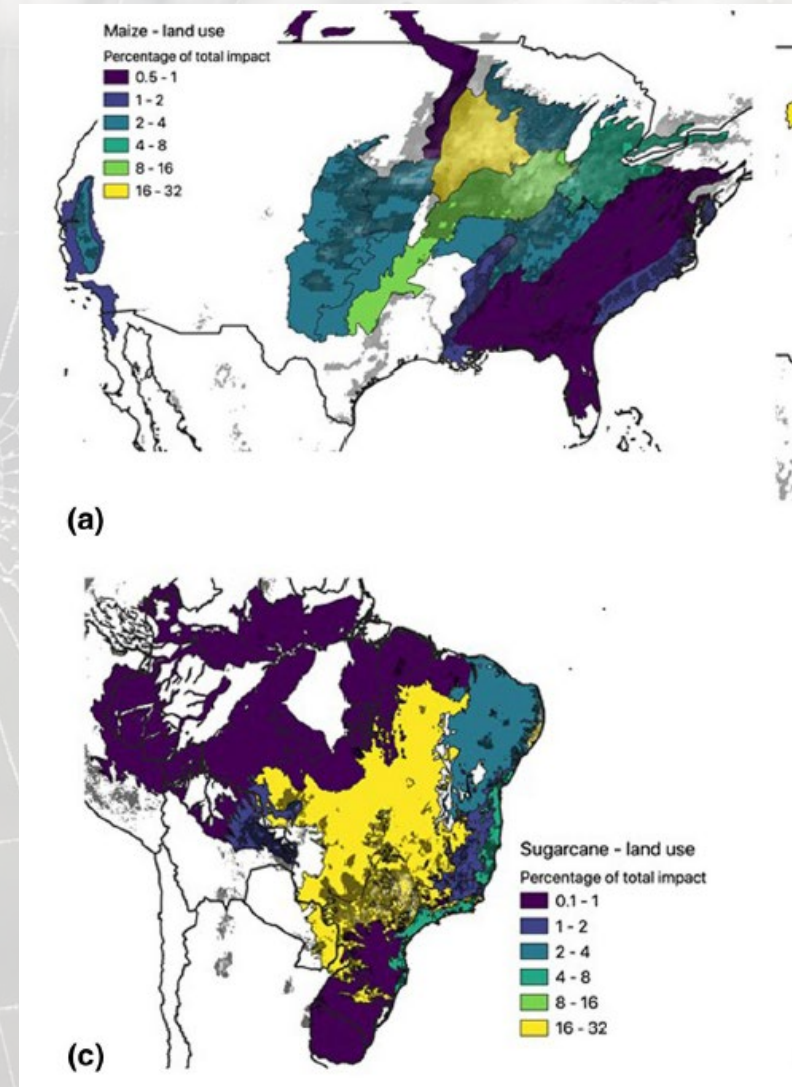 Maize - land use
Percentage of total impact
0.5 - 1
1 - 2
2 - 4
4 - 8
8 - 16
16 - 32
(a)
Sugarcane - land use
Percentage of total impact
0.1 - 1
1 - 2
2 - 4
4 - 8
8 - 16
16 - 32
(c)